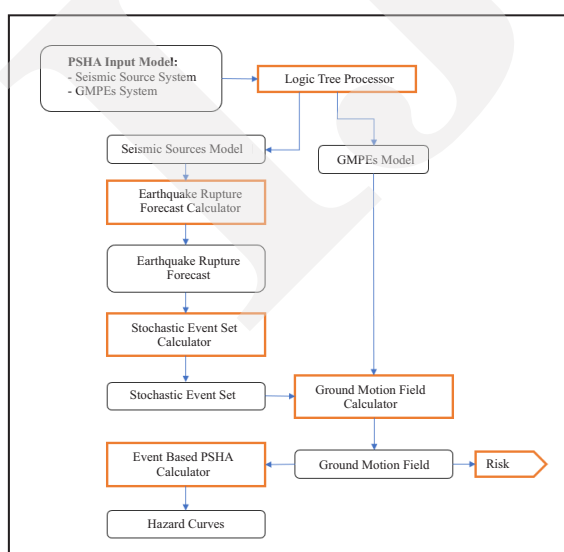 PSHA Input Model:
- Seismic Source System
- GMPEs System
Logic Tree Processor
Seismic Sources Model
GMPEs Model
Earthquake Rupture
Forecast Calculator
Earthquake Rupture
Forecast
Stochastic Event Set
Calculator
Stochastic Event Set
Ground Motion Field
Calculator
Event Based PSHA
Calculator
Ground Motion Field
Risk
Hazard Curves